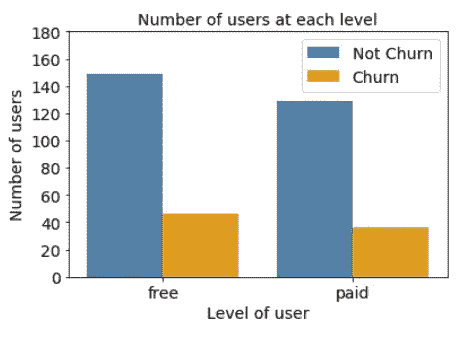 Number of users at each level
180
160
140
120
100
80
60
40
20
0
Number of users
Not Churn
Churn
free
paid
Level of user